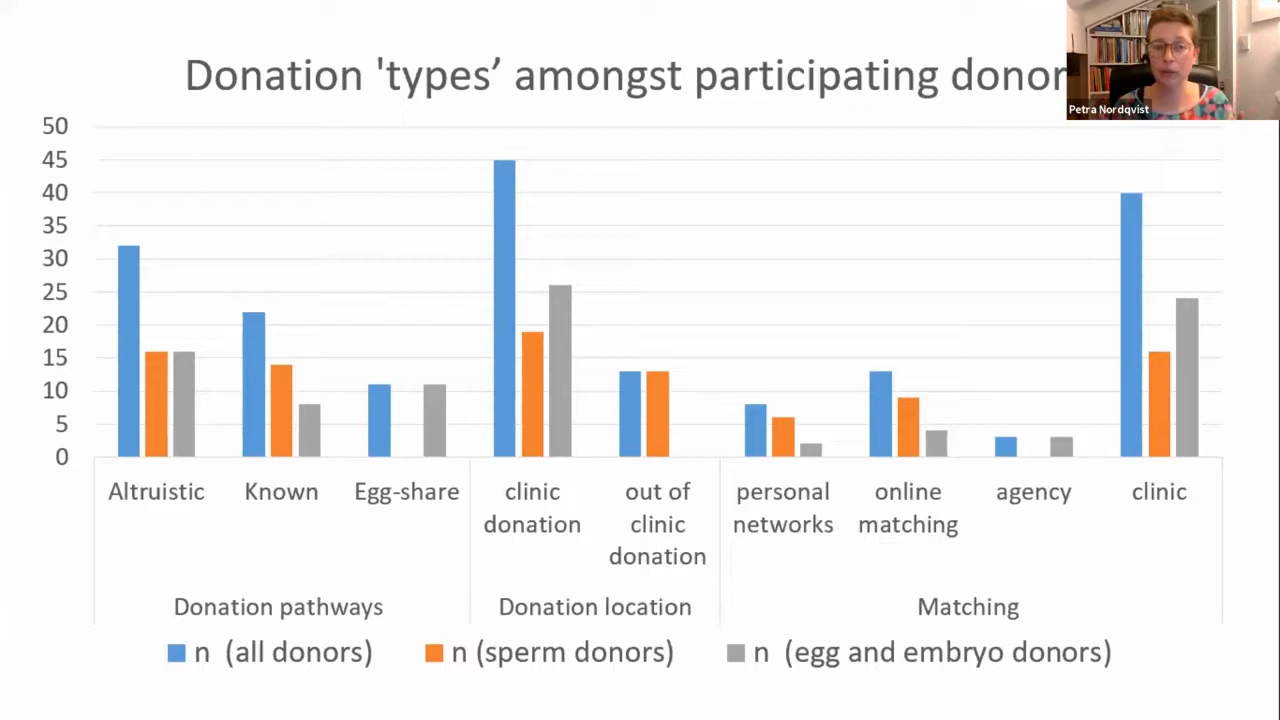 Donation 'types’ amongst participating donor
Petra Nordqvist
50
45
40
35
30
25
20
15
10
5
0
Altruistic Known Egg-share clinic donation out of clinic donation personal networks online matching agency clinic
Donation pathways Donation location Matching
n (all donors) n (sperm donors) n (egg and embryo donors)